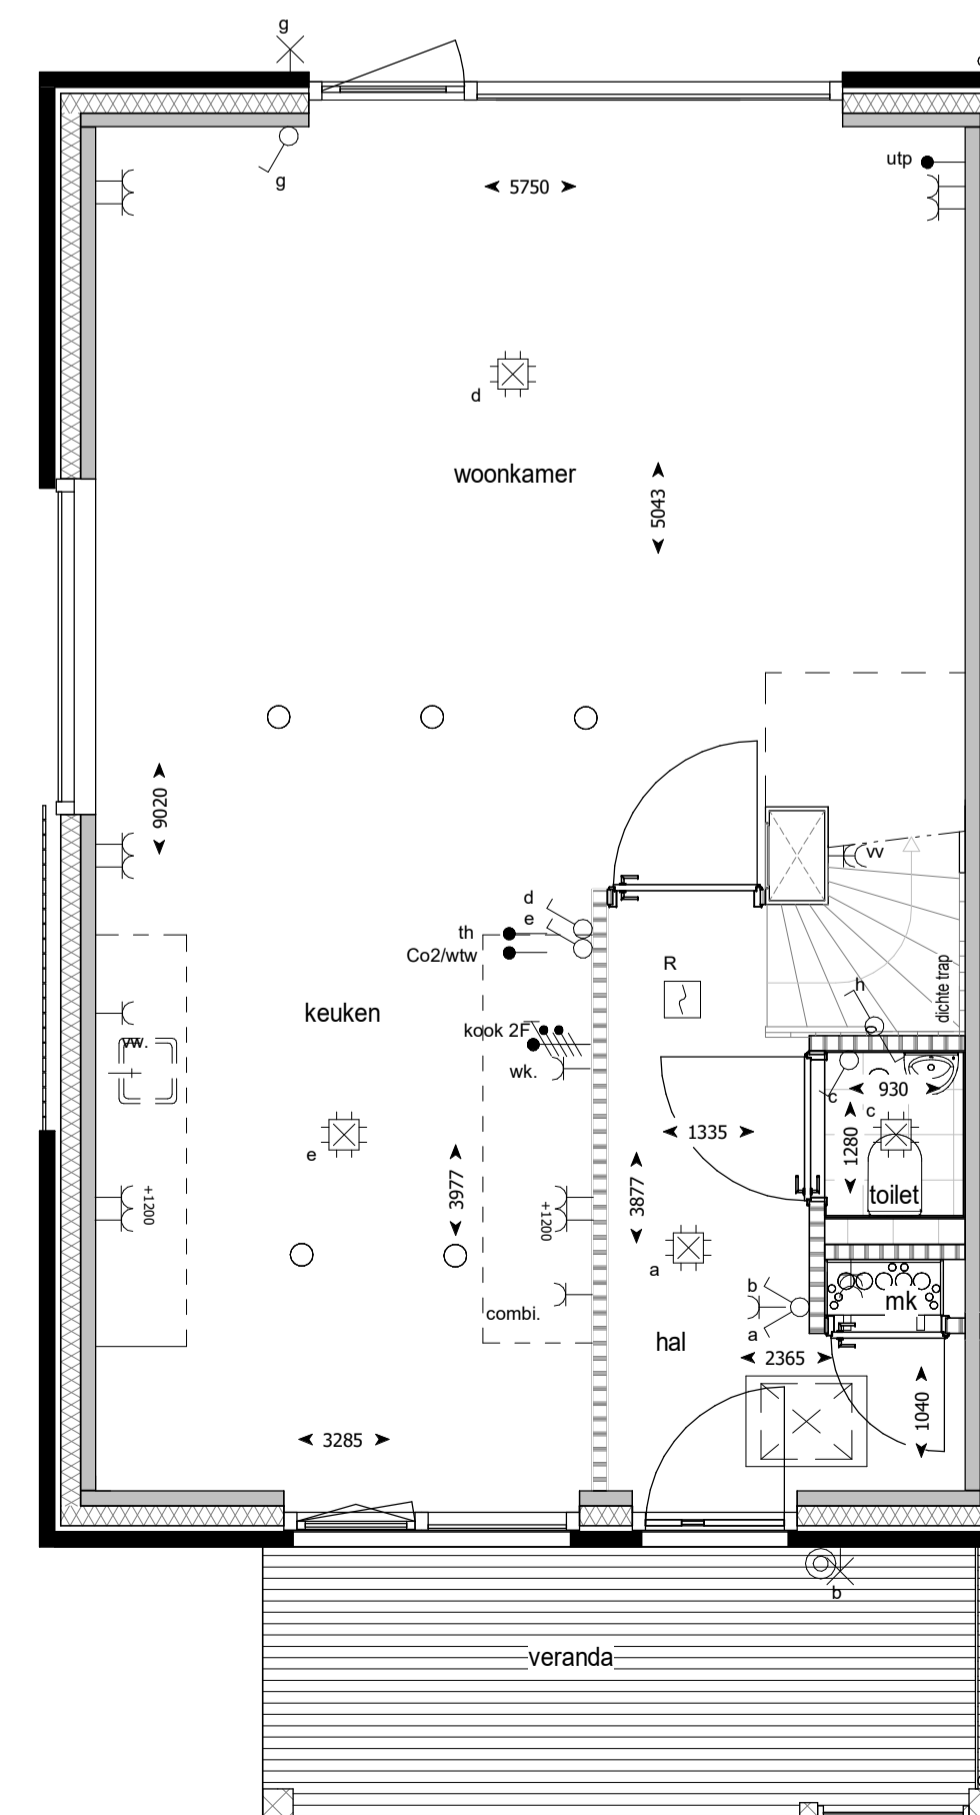 g
g
utp
5750
d
woonkamer
5043
9020
vv
d
e
th
Co2/wtw
R
dichte trap
h
keuken
kook 2F
vw.
wk.
930
c
c
1335
1280
e
3977
3877
toilet
+1200
+1200
a
b
mk
combi.
a
hal
2365
1040
3285
b
veranda